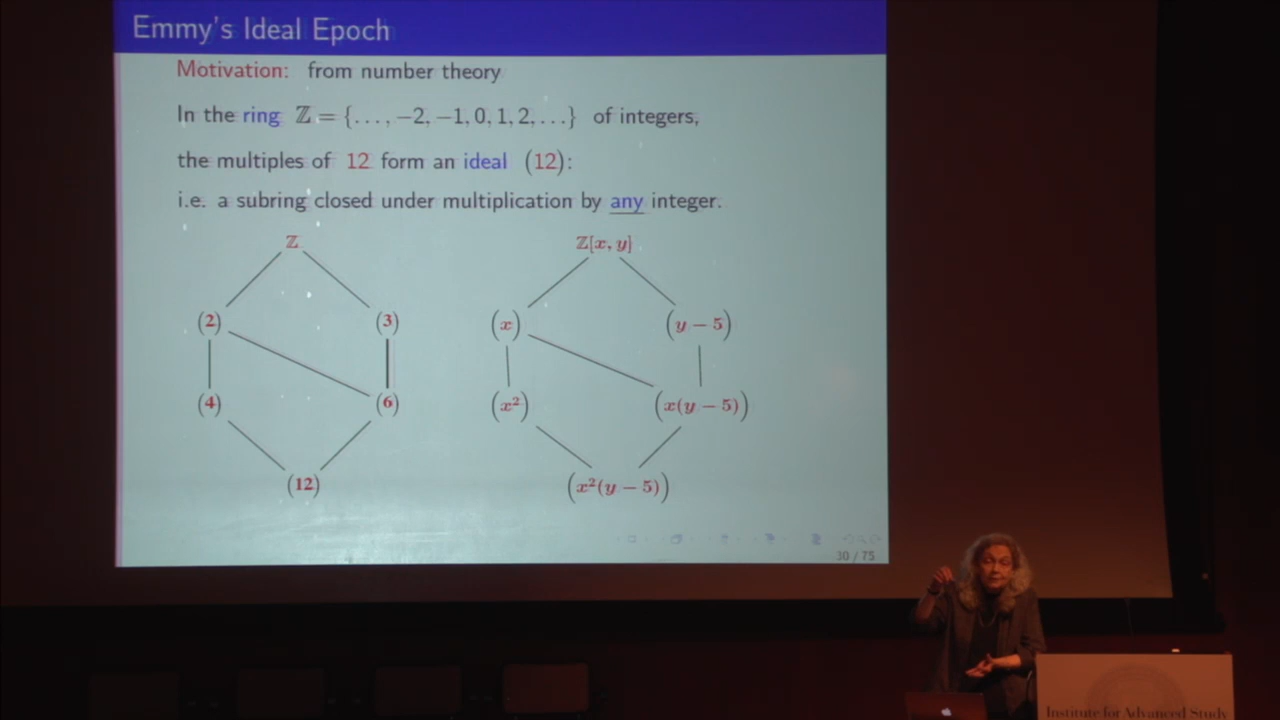 Emmy's Ideal Epoch
Motivation: from number theory
In the ring ℤ = {..., −2, −1, 0, 1, 2, ...} of integers,
the multiples of 12 form an ideal (12):
i.e. a subring closed under multiplication by any integer.
ℤ ℤ[x, y]
(2) (3) (x) (y − 5)
(4) (6) (x²) (x(y − 5))
(12) (x²(y − 5))
30 / 75
Institute for Advanced Study